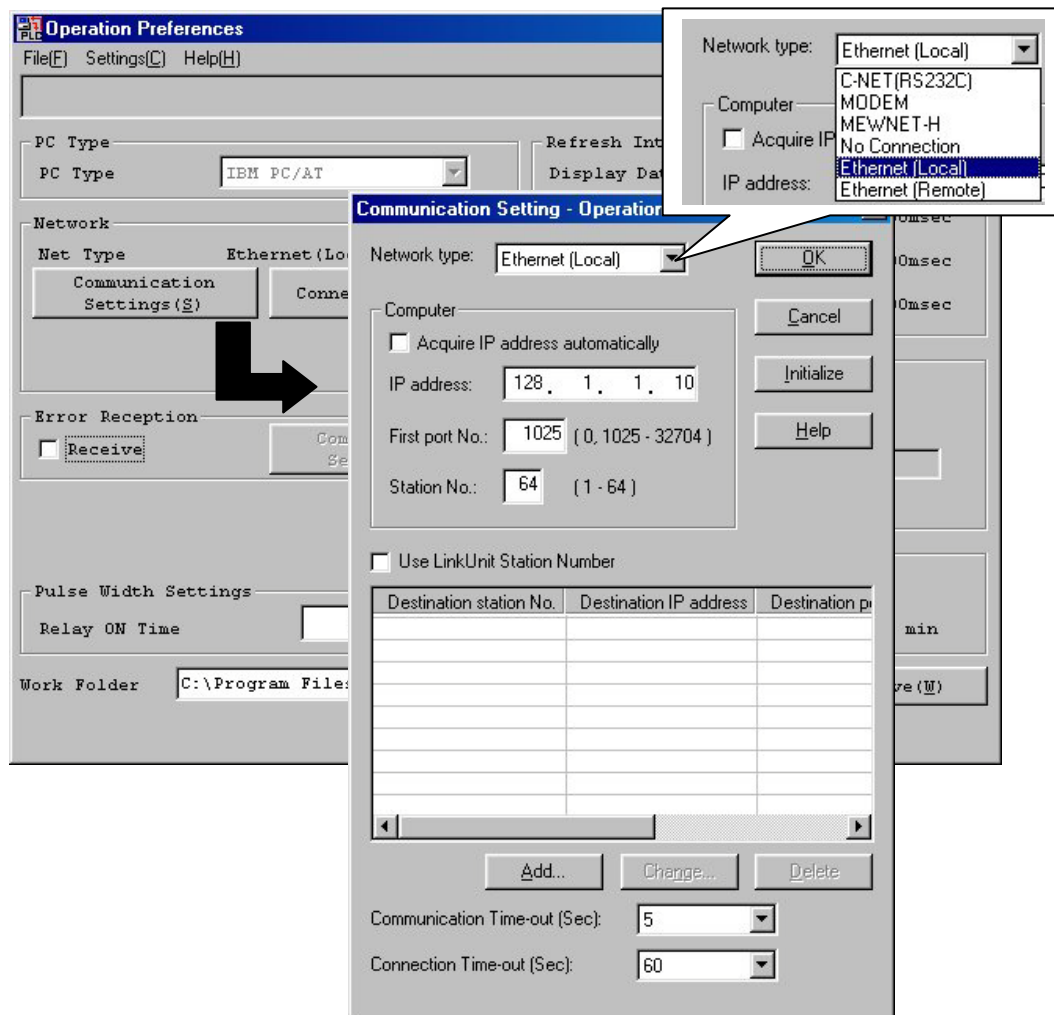 PLC Operation Preferences
File(F) Settings(C) Help(H)
PC Type
PC Type IBM PC/AT
Refresh Int
Display Da
Network
Net Type Ethernet(Lo
Communication
Settings(S)
Conne
0msec
0msec
Error Reception
Receive
Com
Se
Pulse Width Settings
Relay ON Time
min
Work Folder C:\Program File
ve(W)
Network type: Ethernet (Local)
C-NET(RS232C)
MODEM
MEWNET-H
No Connection
Ethernet (Local)
Ethernet (Remote)
Computer
Acquire IP
IP address:
Communication Setting - Operation
Network type: Ethernet (Local)
OK
Cancel
Initialize
Help
Computer
Acquire IP address automatically
IP address: 128 . 1 . 1 . 10
First port No.: 1025 ( 0, 1025 - 32704 )
Station No.: 64 ( 1 - 64 )
Use LinkUnit Station Number
Destination station No. Destination IP address Destination p
Add... Change... Delete
Communication Time-out (Sec): 5
Connection Time-out (Sec): 60